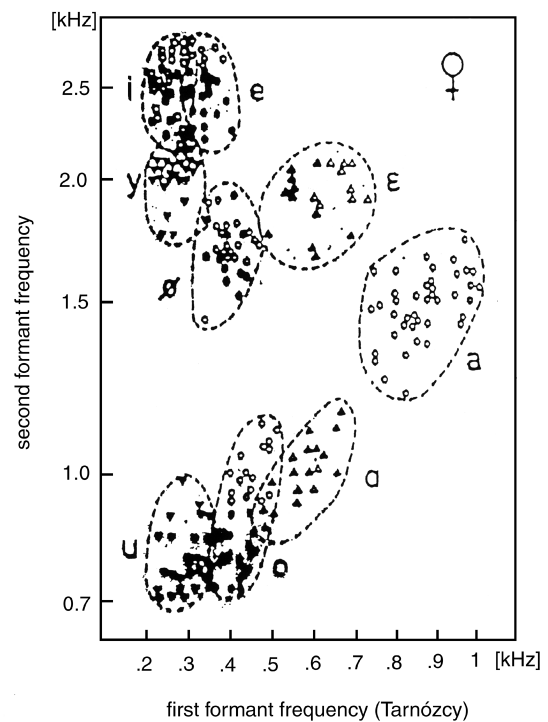 [kHz]
♀
2.5
i e
2.0
y ɛ
ø
1.5
a
1.0
ɑ
u o
0.7
.2 .3 .4 .5 .6 .7 .8 .9 1 [kHz]
second formant frequency
first formant frequency (Tarnózcy)